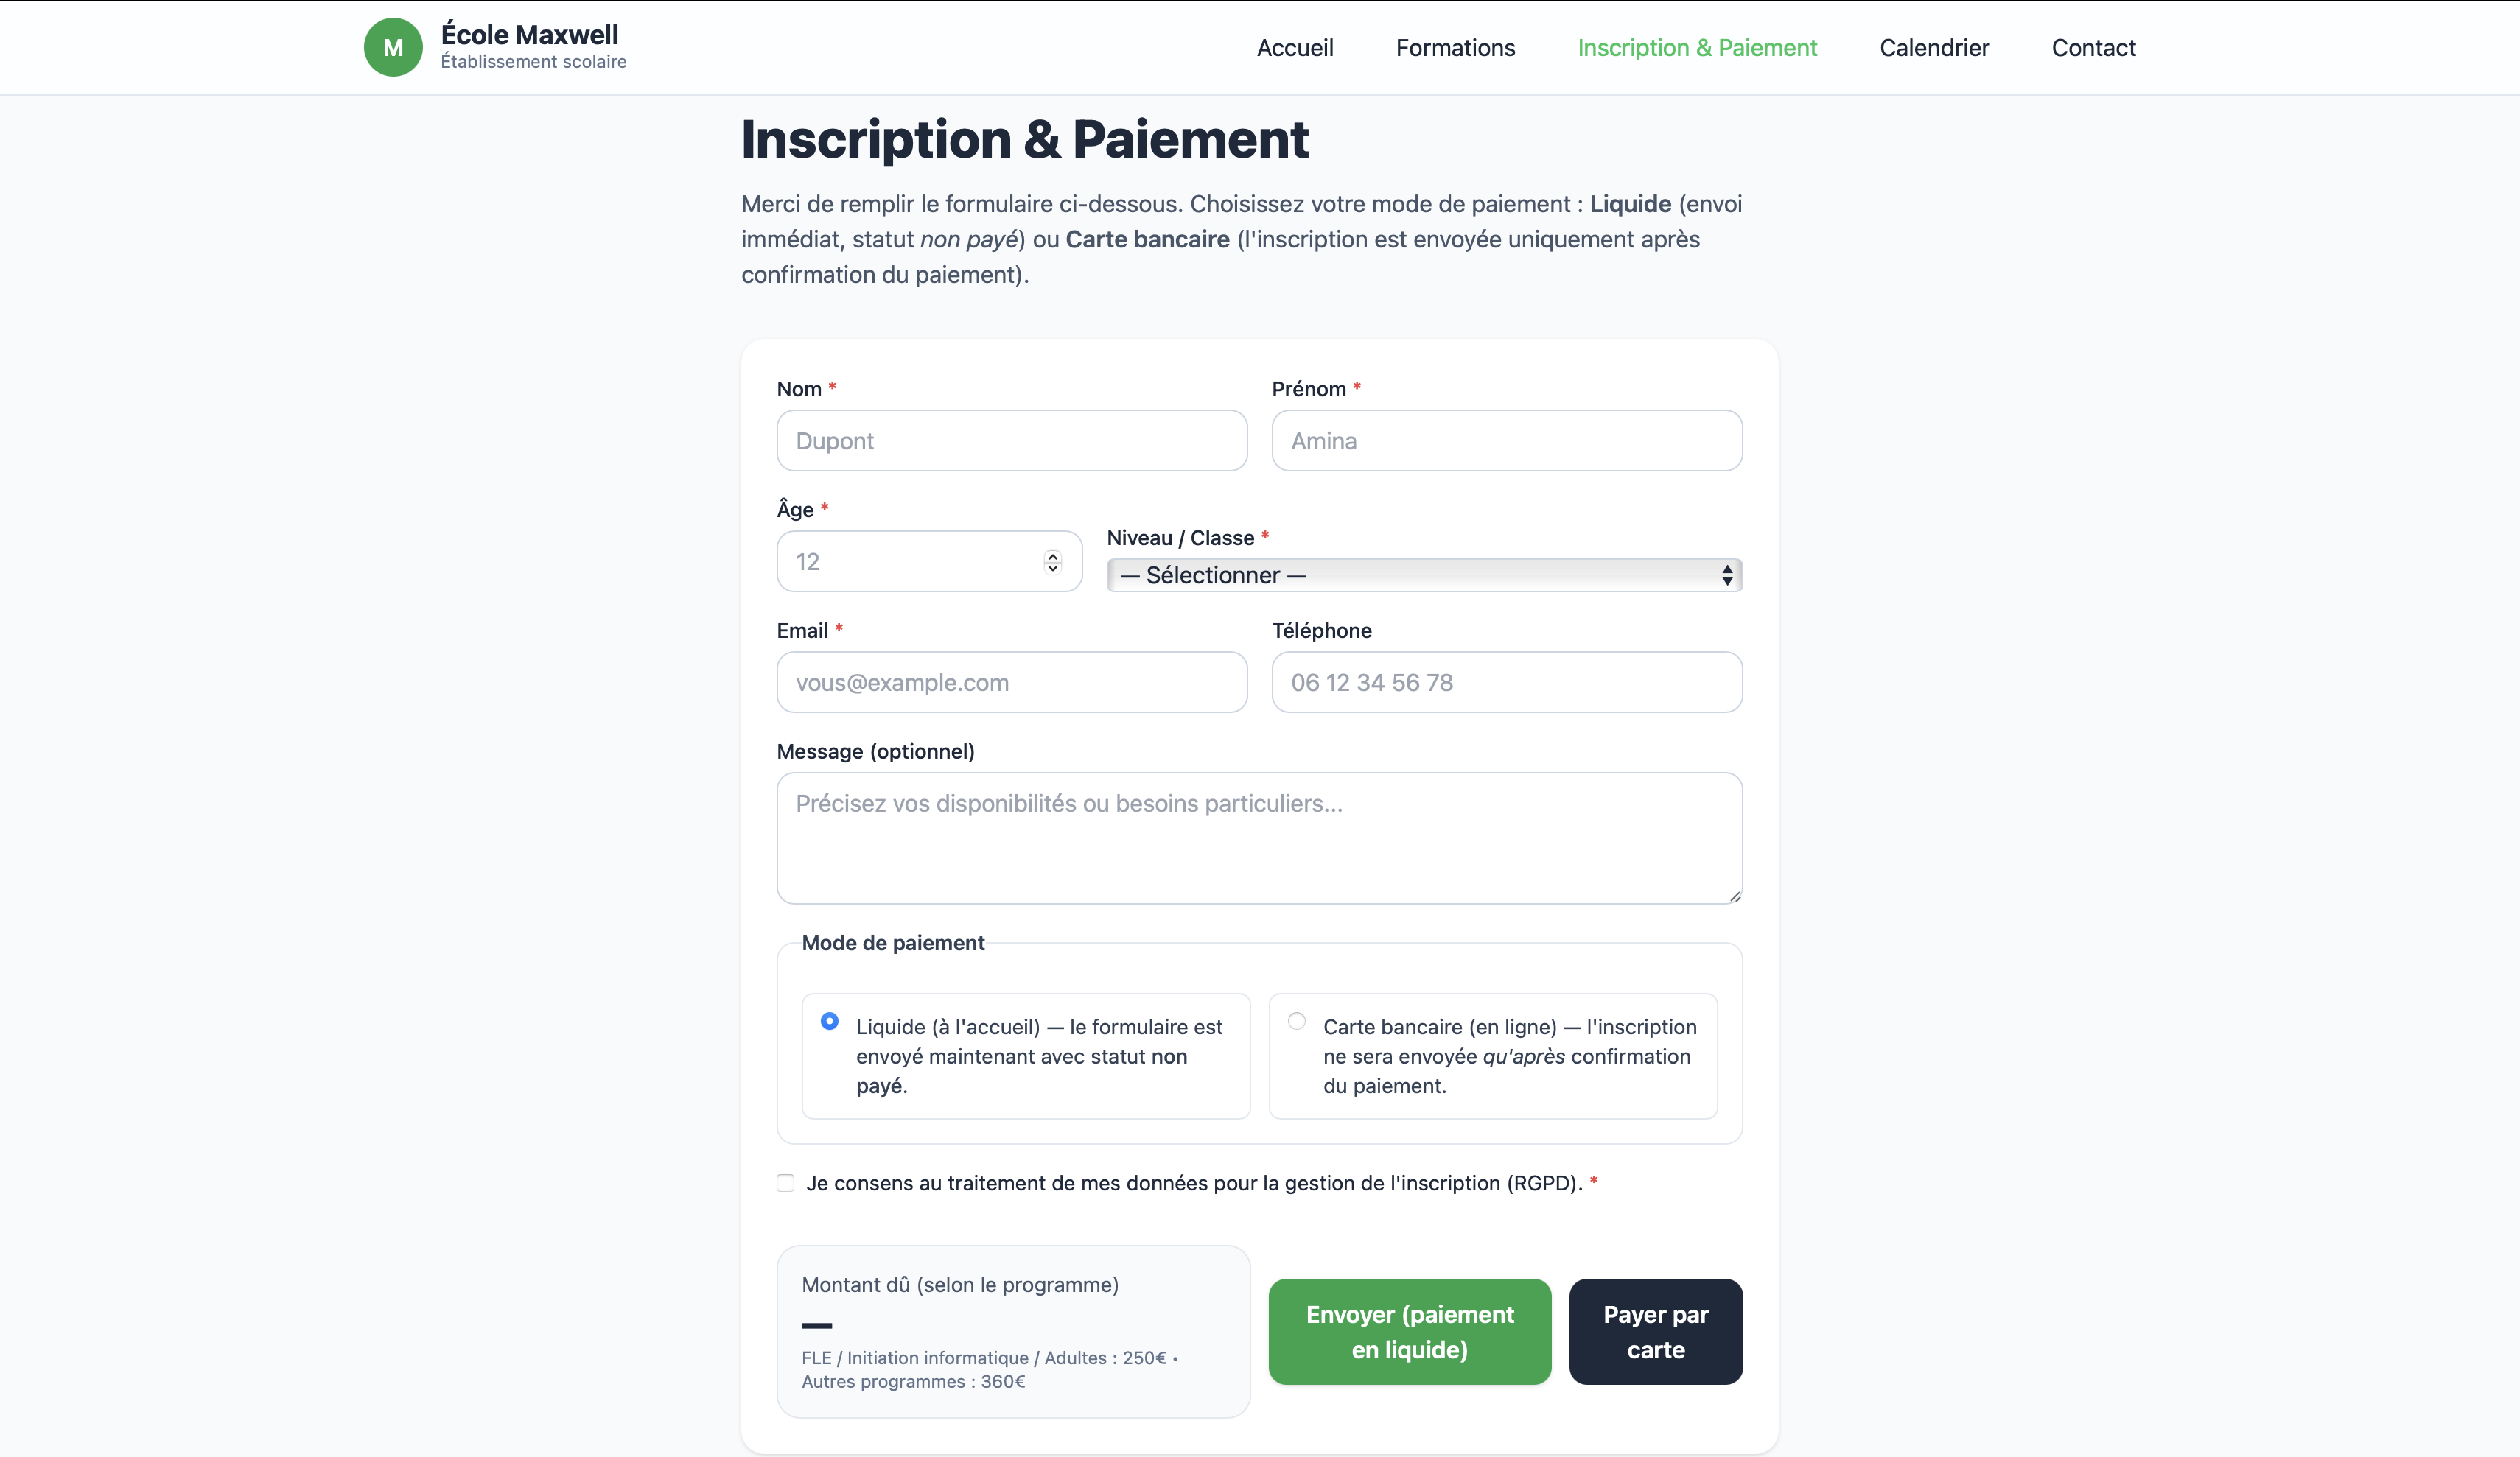 M
École Maxwell
Établissement scolaire
Accueil
Formations
Inscription & Paiement
Calendrier
Contact
Inscription & Paiement
Merci de remplir le formulaire ci-dessous. Choisissez votre mode de paiement : Liquide (envoi
immédiat, statut non payé) ou Carte bancaire (l'inscription est envoyée uniquement après
confirmation du paiement).
Nom *
Prénom *
Dupont
Amina
Âge *
Niveau / Classe *
12
— Sélectionner —
Email *
Téléphone
vous@example.com
06 12 34 56 78
Message (optionnel)
Précisez vos disponibilités ou besoins particuliers...
Mode de paiement
Liquide (à l'accueil) — le formulaire est
envoyé maintenant avec statut non
payé.
Carte bancaire (en ligne) — l'inscription
ne sera envoyée qu'après confirmation
du paiement.
Je consens au traitement de mes données pour la gestion de l'inscription (RGPD). *
Montant dû (selon le programme)
—
FLE / Initiation informatique / Adultes : 250€ •
Autres programmes : 360€
Envoyer (paiement
en liquide)
Payer par
carte